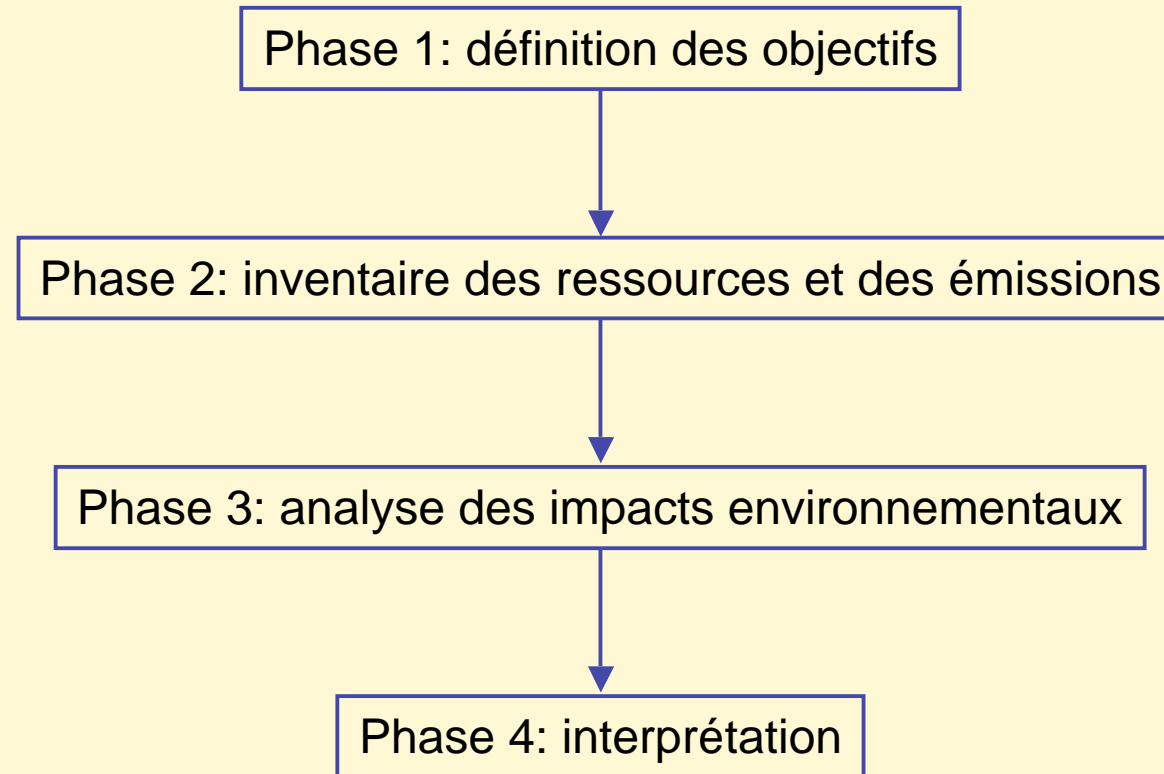 Phase 1: définition des objectifs
Phase 2: inventaire des ressources et des émissions
Phase 3: analyse des impacts environnementaux
Phase 4: interprétation